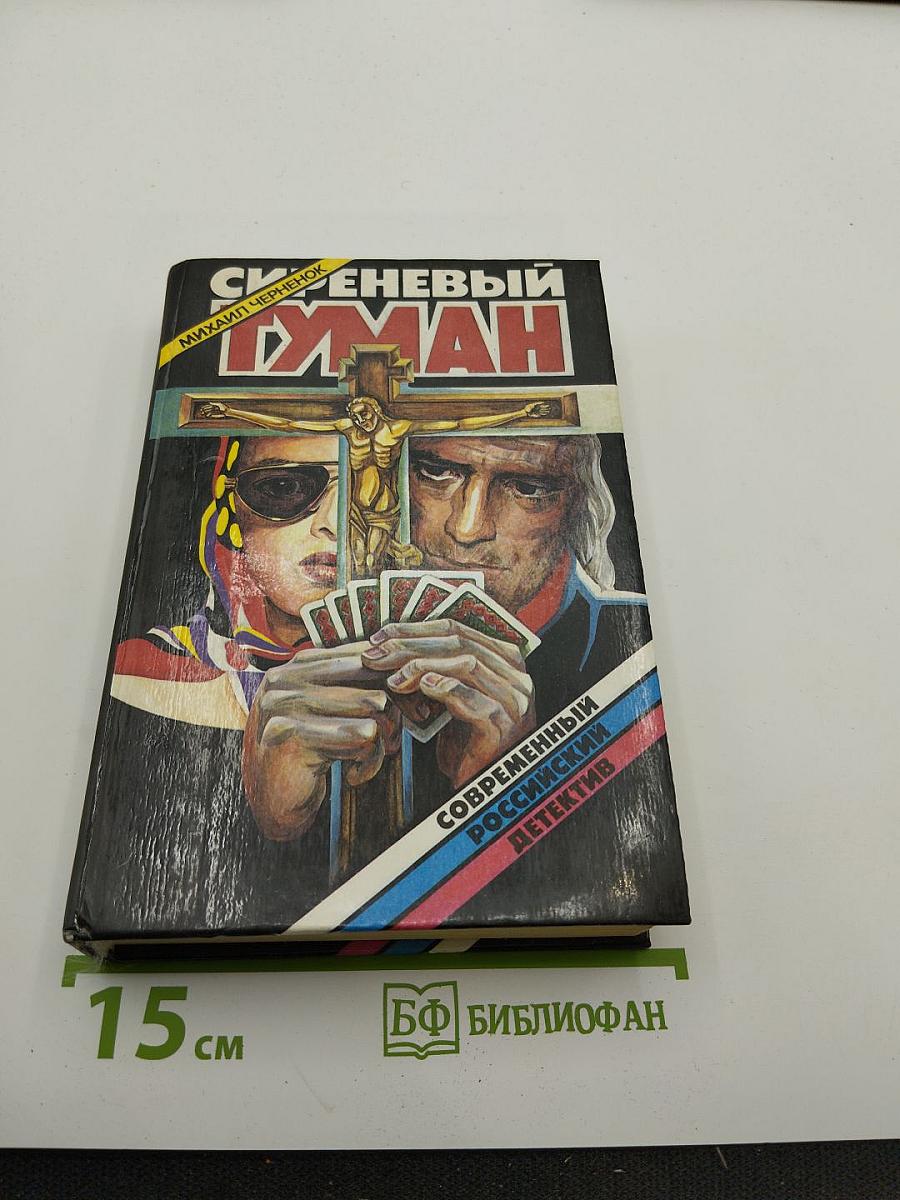 СИРЕНЕВЫЙ
МИХАИЛ ЧЕРНЕНОК
ТУМАН
СОВРЕМЕННЫЙ
РОССИЙСКИЙ
ДЕТЕКТИВ
15 см
БФ БИБЛИОФАН